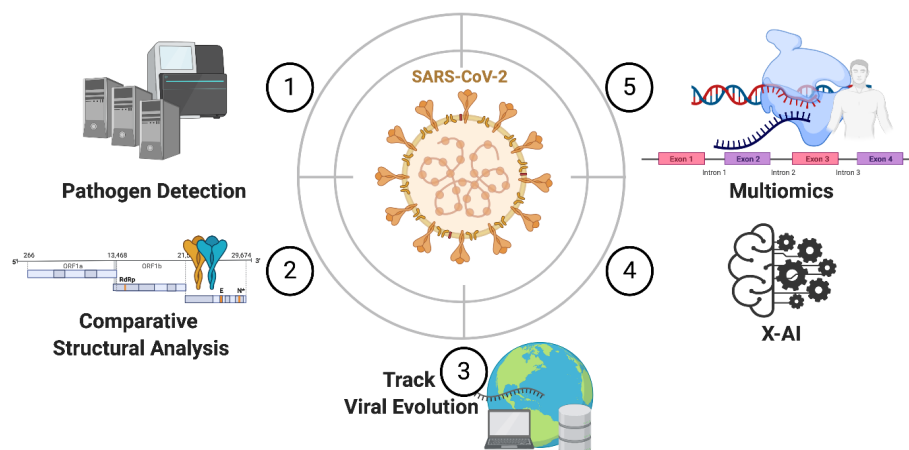 SARS-CoV-2
1
5
Pathogen Detection
Exon 1
Exon 2
Exon 3
Exon 4
Intron 1
Intron 2
Intron 3
Multiomics
266
13,468
29,674
5'
3'
ORF1a
ORF1b
RdRp
E
N*
2
4
Comparative
Structural Analysis
X-AI
3
Track
Viral Evolution